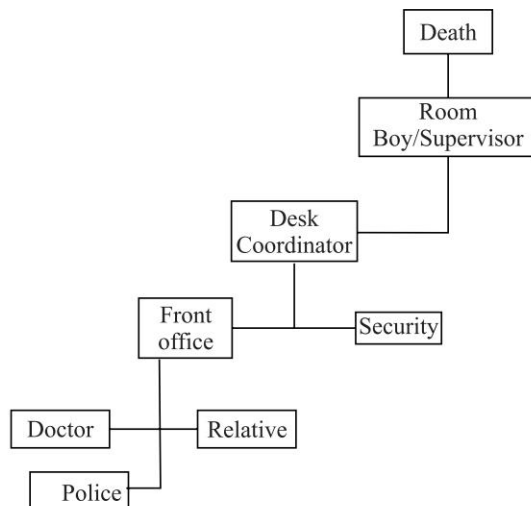 Death
Room
Boy/Supervisor
Desk
Coordinator
Front
office
Security
Doctor
Relative
Police